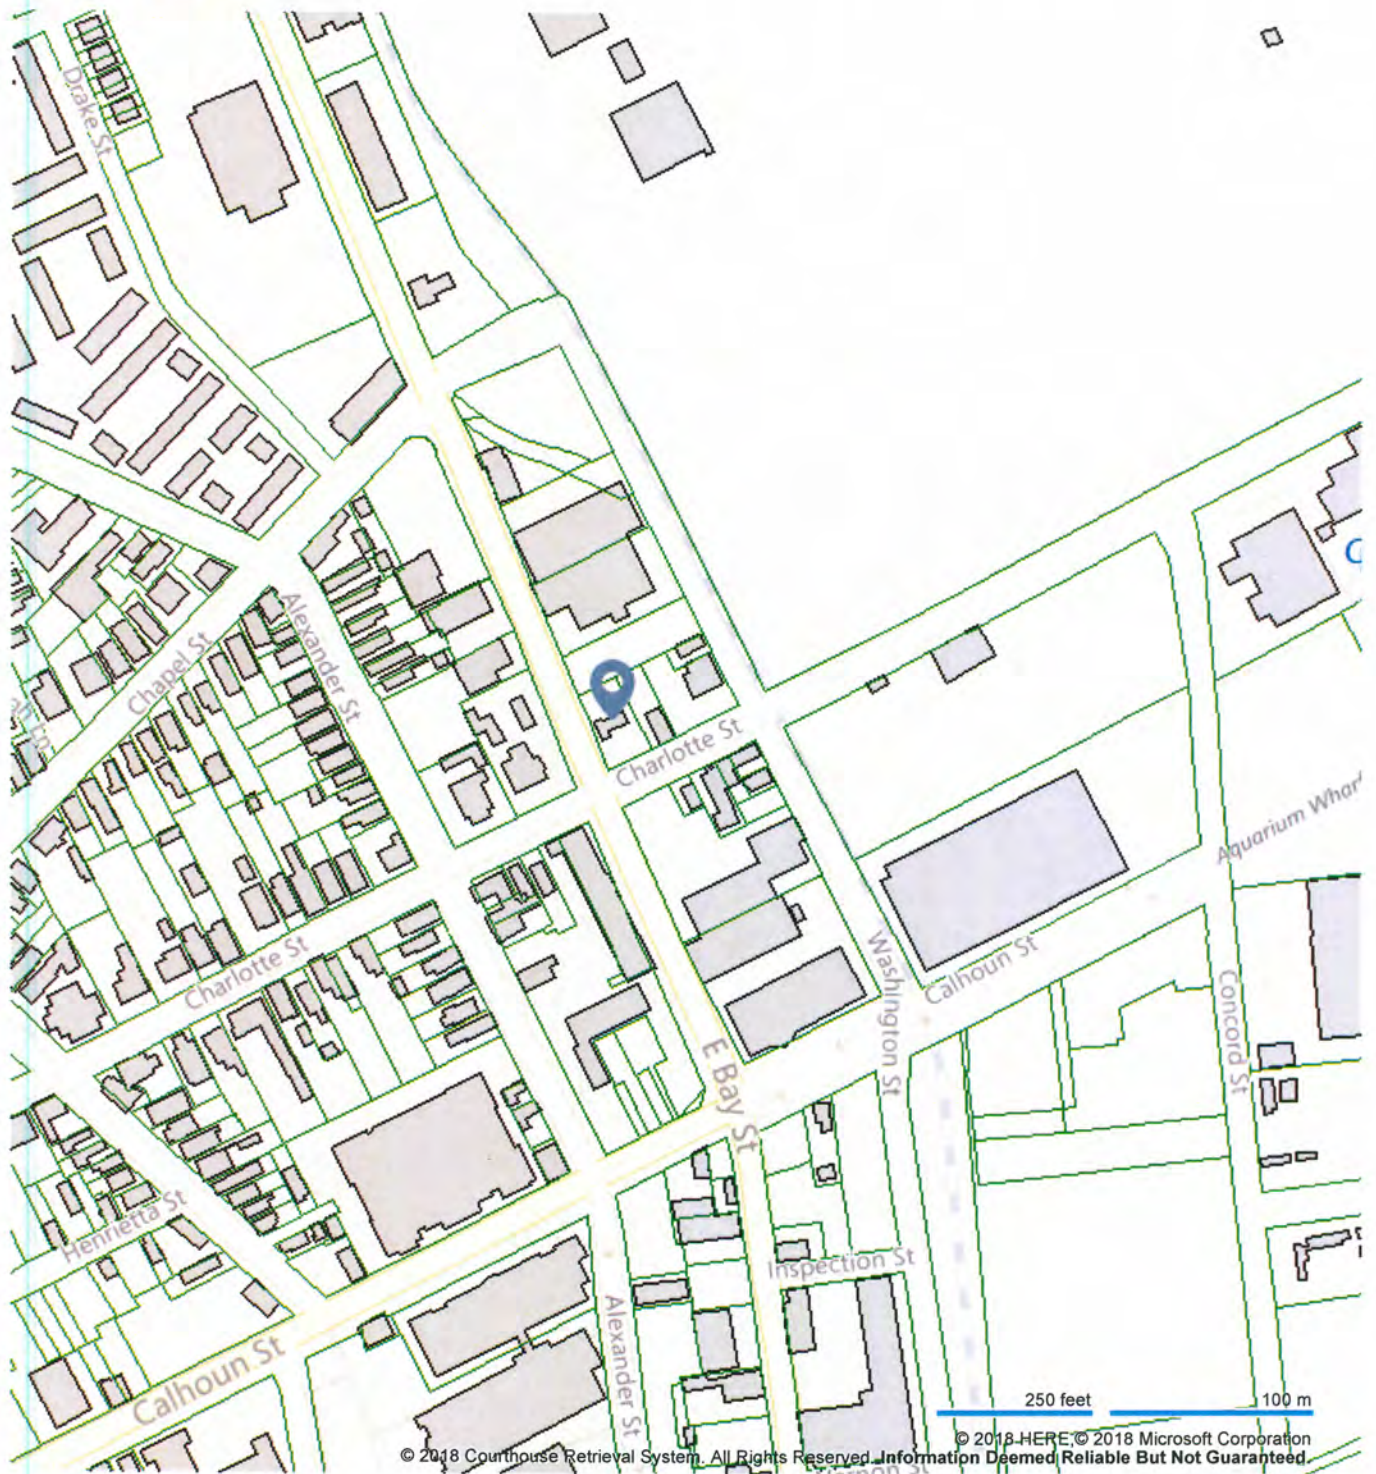 Drake St
Alexander St
Chapel St
Charlotte St
Aquarium Whar
Charlotte St
Washington St
Calhoun St
Concord St
E Bay St
Henrietta St
Inspection St
Alexander St
Calhoun St
250 feet
100 m
© 2018 HERE,© 2018 Microsoft Corporation
© 2018 Courthouse Retrieval System. All Rights Reserved. Information Deemed Reliable But Not Guaranteed.